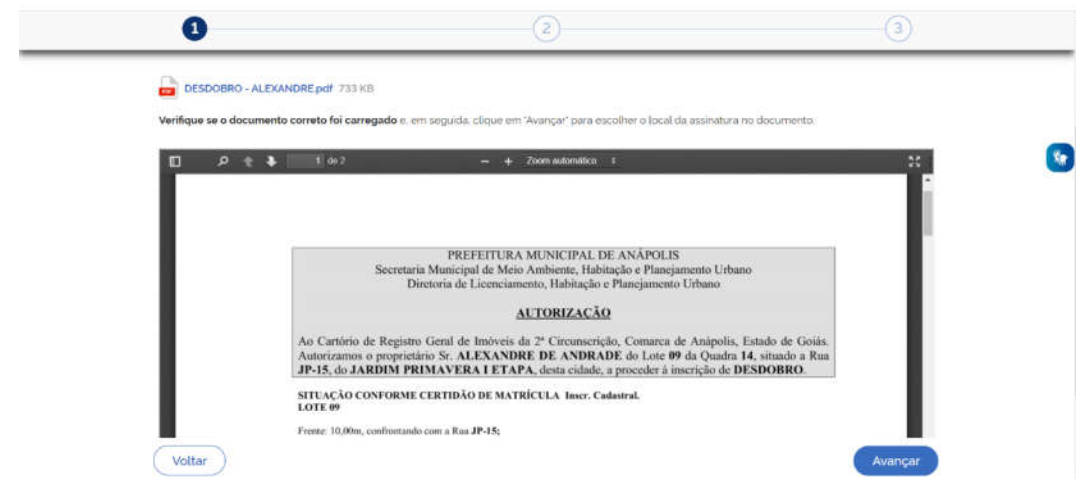 1
2
3
DESDOBRO - ALEXANDRE.pdf 733 KB
Verifique se o documento correto foi carregado e, em seguida, clique em "Avançar" para escolher o local da assinatura no documento.
1 de 2 — + Zoom automático
PREFEITURA MUNICIPAL DE ANÁPOLIS
Secretaria Municipal de Meio Ambiente, Habitação e Planejamento Urbano
Diretoria de Licenciamento, Habitação e Planejamento Urbano
AUTORIZAÇÃO
Ao Cartório de Registro Geral de Imóveis da 2ª Circunscrição, Comarca de Anápolis, Estado de Goiás.
Autorizamos o proprietário Sr. ALEXANDRE DE ANDRADE do Lote 09 da Quadra 14, situado a Rua
JP-15, do JARDIM PRIMAVERA I ETAPA, desta cidade, a proceder à inscrição de DESDOBRO.
SITUAÇÃO CONFORME CERTIDÃO DE MATRÍCULA Inscr. Cadastral.
LOTE 09
Frente: 10,00m, confrontando com a Rua JP-15;
Voltar
Avançar